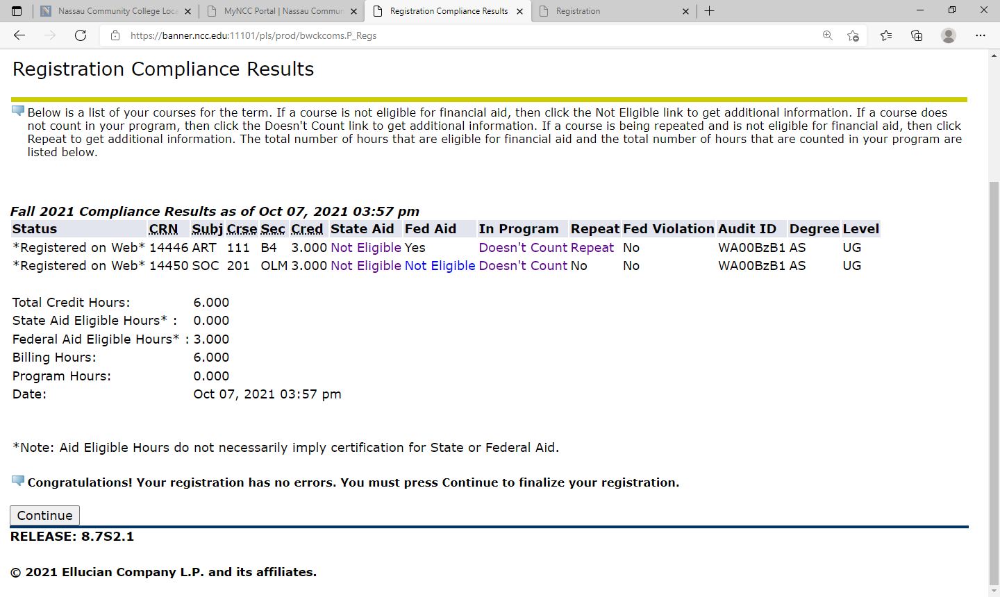 Nassau Community College Loca
MyNCC Portal | Nassau Commun
Registration Compliance Results
Registration
https://banner.ncc.edu:11101/pls/prod/bwckcoms.P_Regs
Registration Compliance Results
Below is a list of your courses for the term. If a course is not eligible for financial aid, then click the Not Eligible link to get additional information. If a course does
not count in your program, then click the Doesn't Count link to get additional information. If a course is being repeated and is not eligible for financial aid, then click
Repeat to get additional information. The total number of hours that are eligible for financial aid and the total number of hours that are counted in your program are
listed below.
Fall 2021 Compliance Results as of Oct 07, 2021 03:57 pm
Status CRN Subj Crse Sec Cred State Aid Fed Aid In Program Repeat Fed Violation Audit ID Degree Level
*Registered on Web* 14446 ART 111 B4 3.000 Not Eligible Yes Doesn't Count Repeat No WA00BzB1 AS UG
*Registered on Web* 14450 SOC 201 OLM 3.000 Not Eligible Not Eligible Doesn't Count No No WA00BzB1 AS UG
Total Credit Hours: 6.000
State Aid Eligible Hours* : 0.000
Federal Aid Eligible Hours* : 3.000
Billing Hours: 6.000
Program Hours: 0.000
Date: Oct 07, 2021 03:57 pm
*Note: Aid Eligible Hours do not necessarily imply certification for State or Federal Aid.
Congratulations! Your registration has no errors. You must press Continue to finalize your registration.
Continue
RELEASE: 8.7S2.1
© 2021 Ellucian Company L.P. and its affiliates.